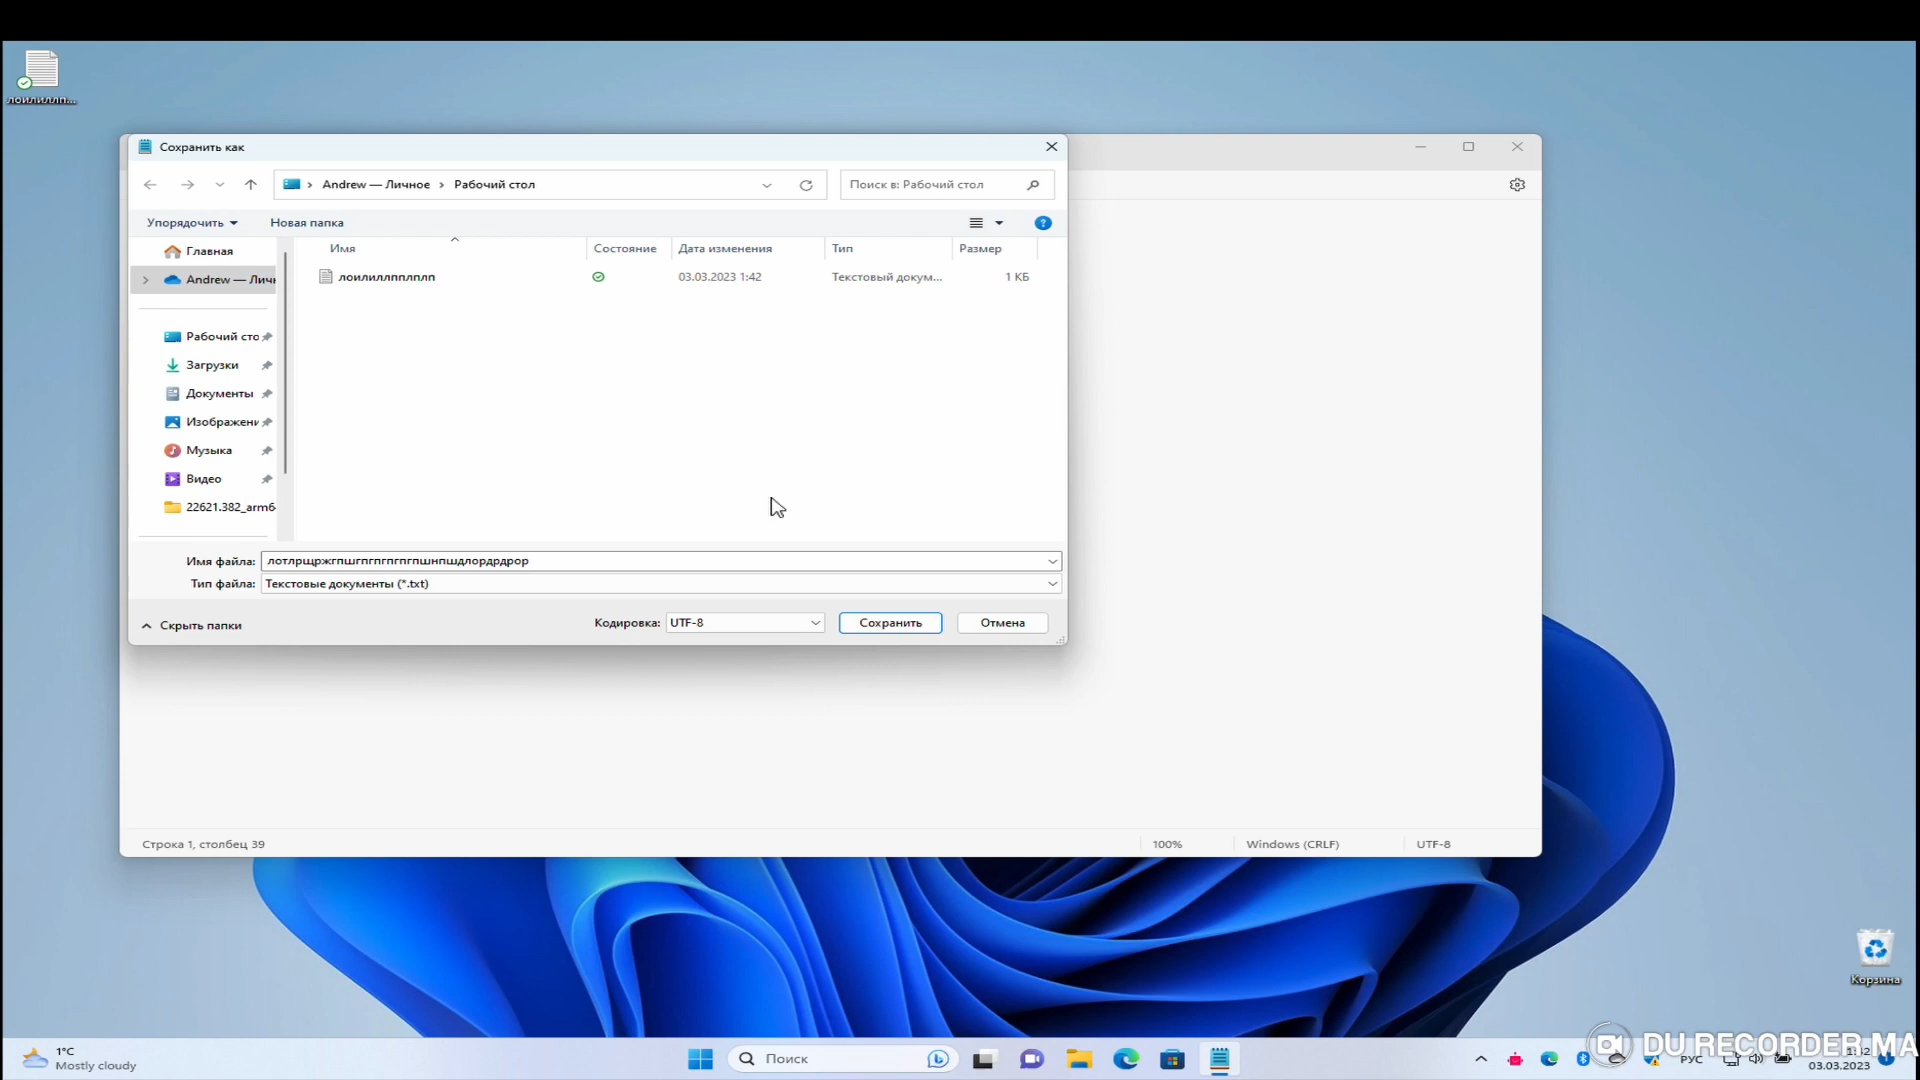 лоилиллп...
Сохранить как
Andrew — Личное > Рабочий стол
Поиск в: Рабочий стол
Упорядочить
Новая папка
Имя
Состояние
Дата изменения
Тип
Размер
Главная
Andrew — Личн
лоилиллпплплп
03.03.2023 1:42
Текстовый докум...
1 КБ
Рабочий сто
Загрузки
Документы
Изображени
Музыка
Видео
22621.382_arm6
Имя файла:
лотлрщржгпшгпгпгпгпгпшнпшдлордрдрор
Тип файла:
Текстовые документы (*.txt)
Скрыть папки
Кодировка:
UTF-8
Сохранить
Отмена
Строка 1, столбец 39
100%
Windows (CRLF)
UTF-8
Корзина
1°C
Mostly cloudy
Поиск
РУС
03.03.2023
DU RECORDER MA